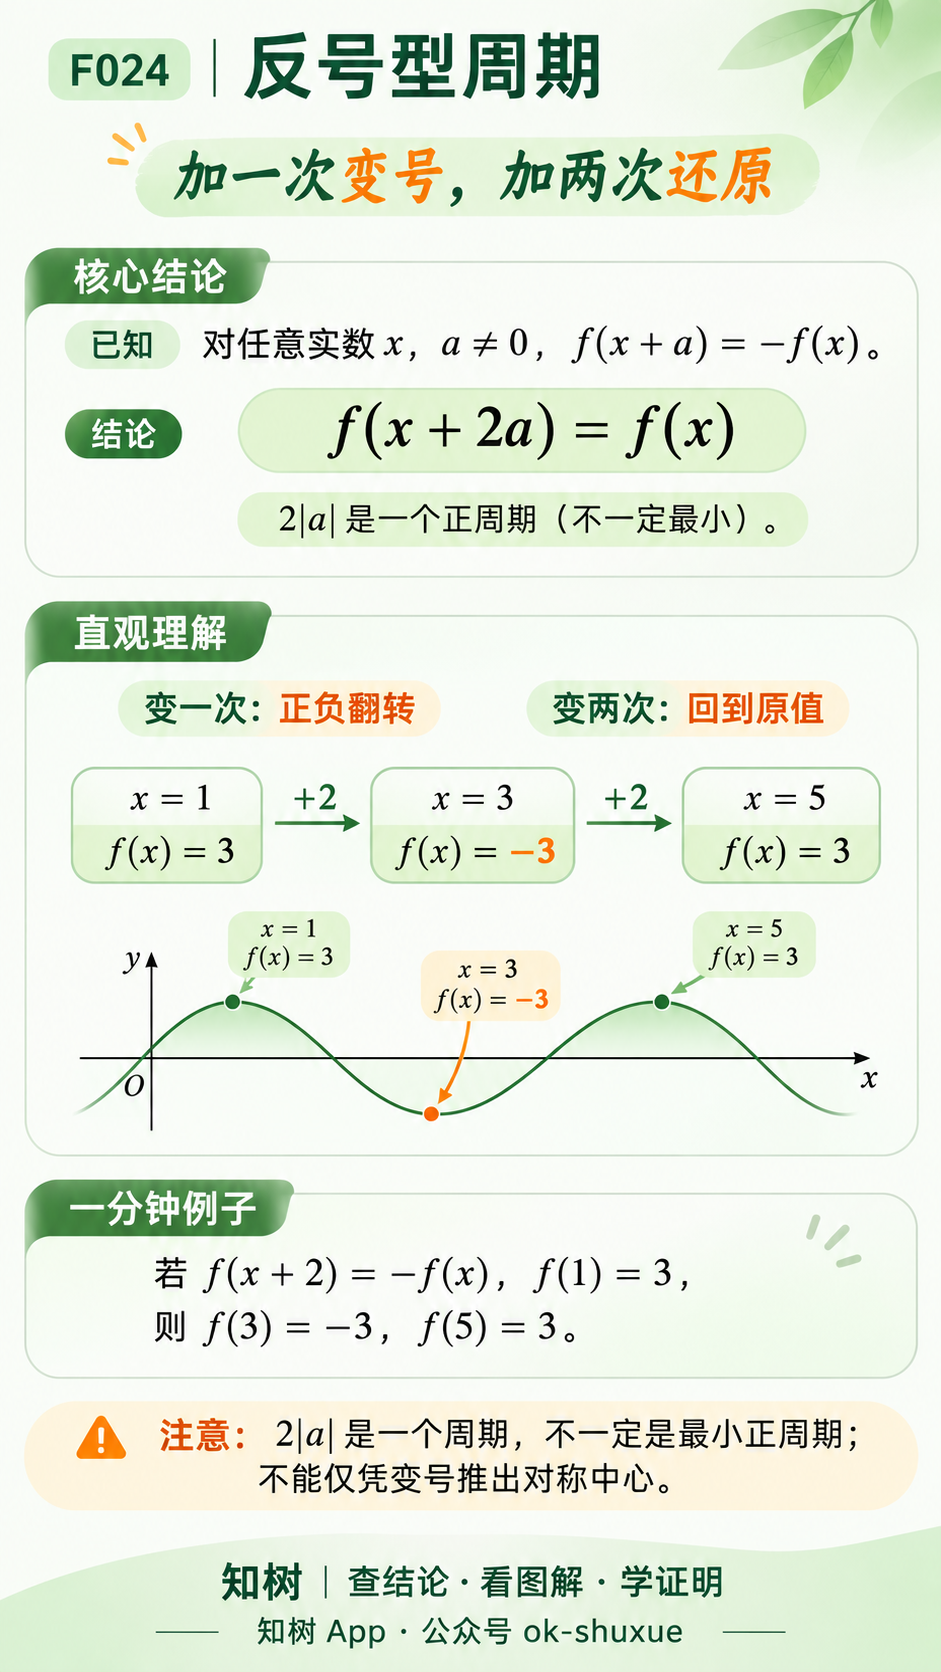 F024 | 反号型周期
加一次变号，加两次还原
核心结论
已知 对任意实数 x，a ≠ 0，f(x + a) = −f(x)。
结论 f(x + 2a) = f(x)
2|a| 是一个正周期（不一定最小）。
直观理解
变一次：正负翻转 变两次：回到原值
x = 1 +2 x = 3 +2 x = 5
f(x) = 3 f(x) = −3 f(x) = 3
x = 1
f(x) = 3
x = 3
f(x) = −3
x = 5
f(x) = 3
y
O
x
一分钟例子
若 f(x + 2) = −f(x)，f(1) = 3，
则 f(3) = −3，f(5) = 3。
注意： 2|a| 是一个周期，不一定是最小正周期；
不能仅凭变号推出对称中心。
知树 | 查结论 · 看图解 · 学证明
知树 App · 公众号 ok-shuxue